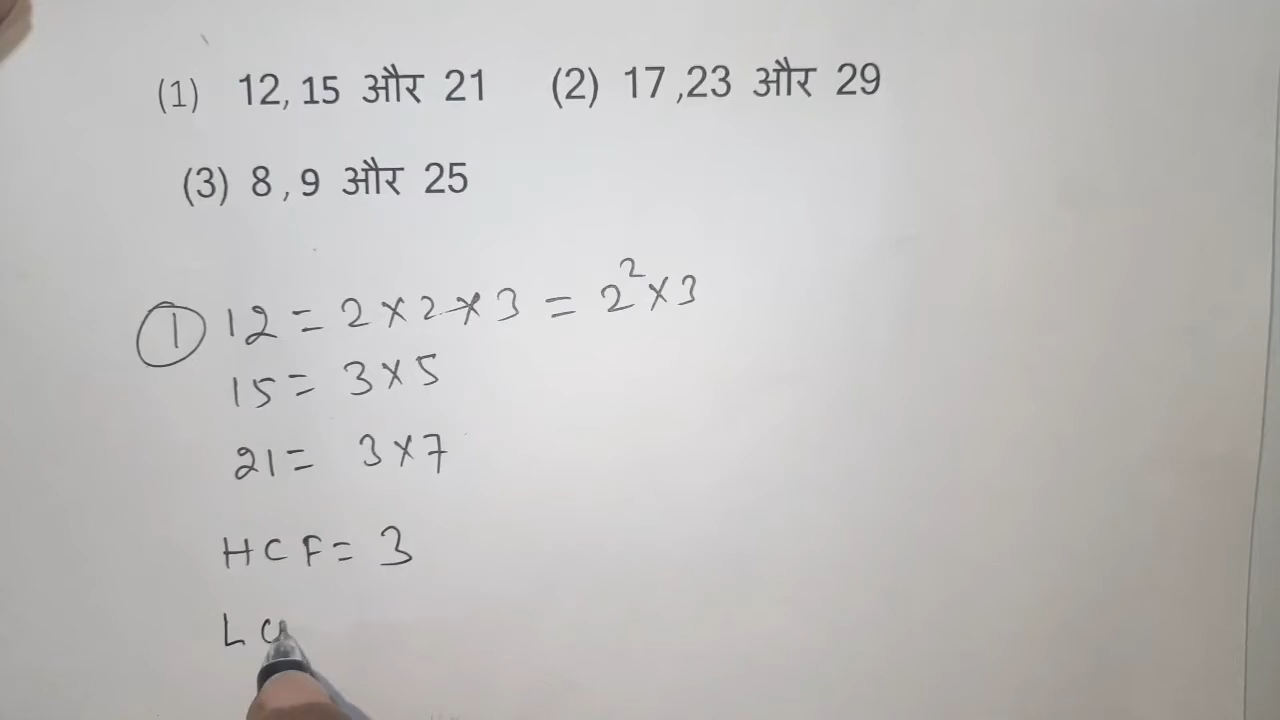 (1) 12, 15 और 21 (2) 17 ,23 और 29
(3) 8 , 9 और 25
① 12 = 2 × 2 × 3 = 2² × 3
15 = 3 × 5
21 = 3 × 7
HCF = 3
LC